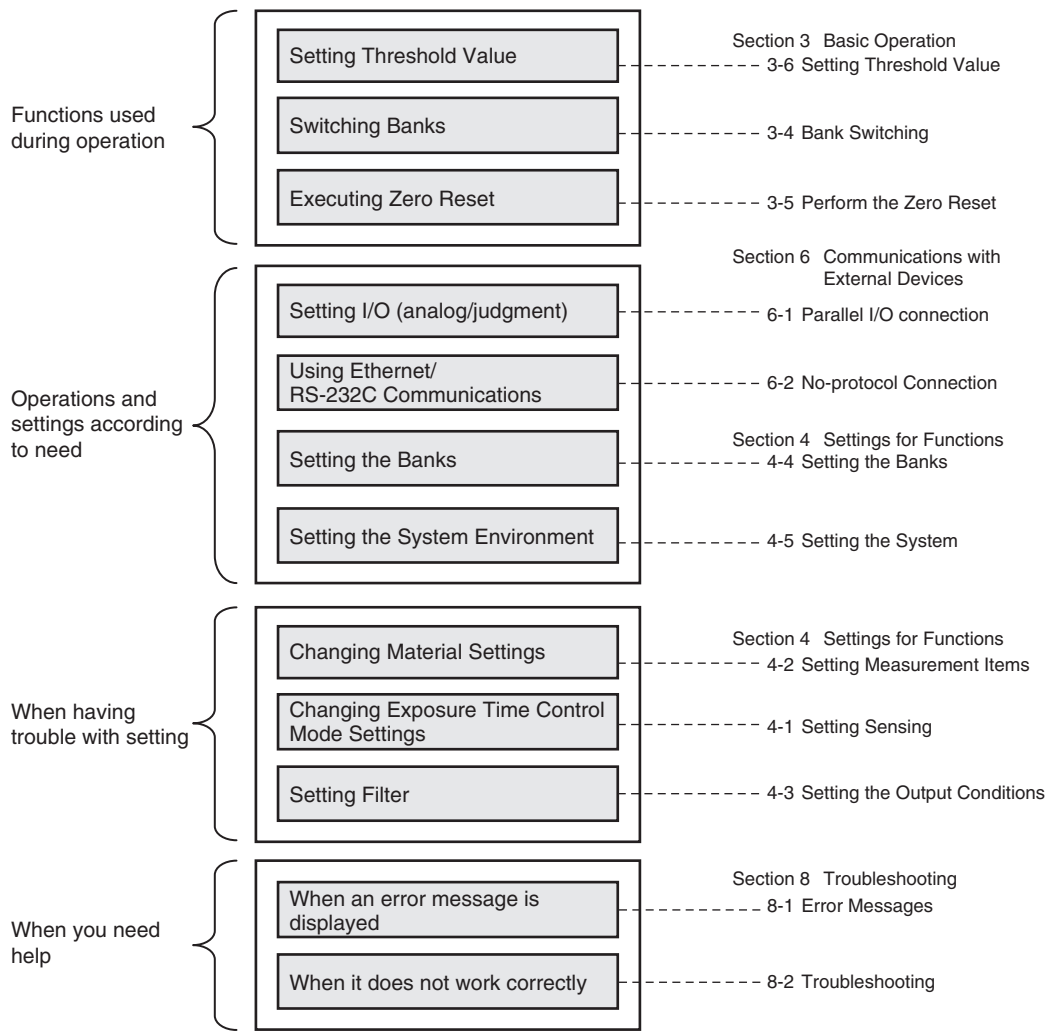 Functions used
during operation
Setting Threshold Value
Switching Banks
Executing Zero Reset
Section 3 Basic Operation
3-6 Setting Threshold Value
3-4 Bank Switching
3-5 Perform the Zero Reset
Operations and
settings according
to need
Setting I/O (analog/judgment)
Using Ethernet/
RS-232C Communications
Setting the Banks
Setting the System Environment
Section 6 Communications with
External Devices
6-1 Parallel I/O connection
6-2 No-protocol Connection
Section 4 Settings for Functions
4-4 Setting the Banks
4-5 Setting the System
When having
trouble with setting
Changing Material Settings
Changing Exposure Time Control
Mode Settings
Setting Filter
Section 4 Settings for Functions
4-2 Setting Measurement Items
4-1 Setting Sensing
4-3 Setting the Output Conditions
When you need
help
When an error message is
displayed
When it does not work correctly
Section 8 Troubleshooting
8-1 Error Messages
8-2 Troubleshooting